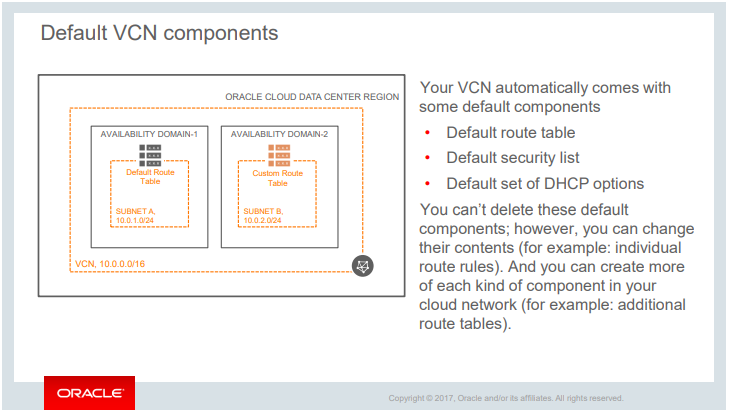 Default VCN components
ORACLE CLOUD DATA CENTER REGION
AVAILABILITY DOMAIN-1
Default Route
Table
SUBNET A,
10.0.1.0/24
AVAILABILITY DOMAIN-2
Custom Route
Table
SUBNET B,
10.0.2.0/24
VCN, 10.0.0.0/16
Your VCN automatically comes with
some default components
• Default route table
• Default security list
• Default set of DHCP options
You can’t delete these default
components; however, you can change
their contents (for example: individual
route rules). And you can create more
of each kind of component in your
cloud network (for example: additional
route tables).
ORACLE
Copyright © 2017, Oracle and/or its affiliates. All rights reserved.